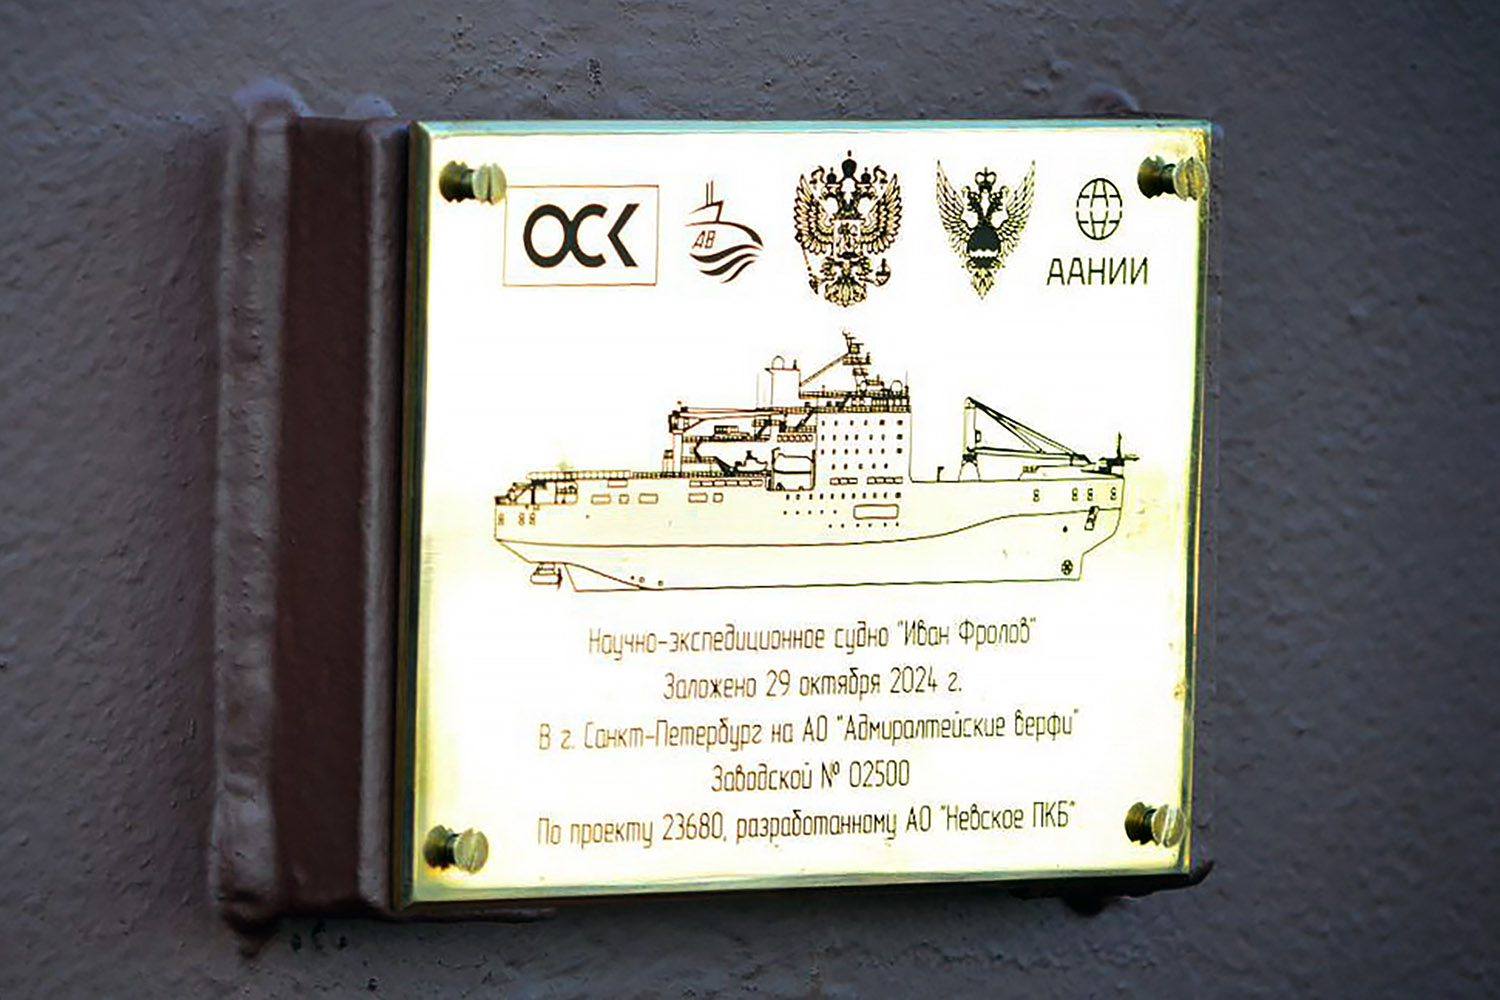 ОСК
АВ
ААНИИ
Научно-экспедиционное судно "Иван Фролов"
Заложено 29 октября 2024 г.
В г. Санкт-Петербург на АО "Адмиралтейские верфи"
Заводской № 02500
По проекту 23680, разработанному АО "Невское ПКБ"